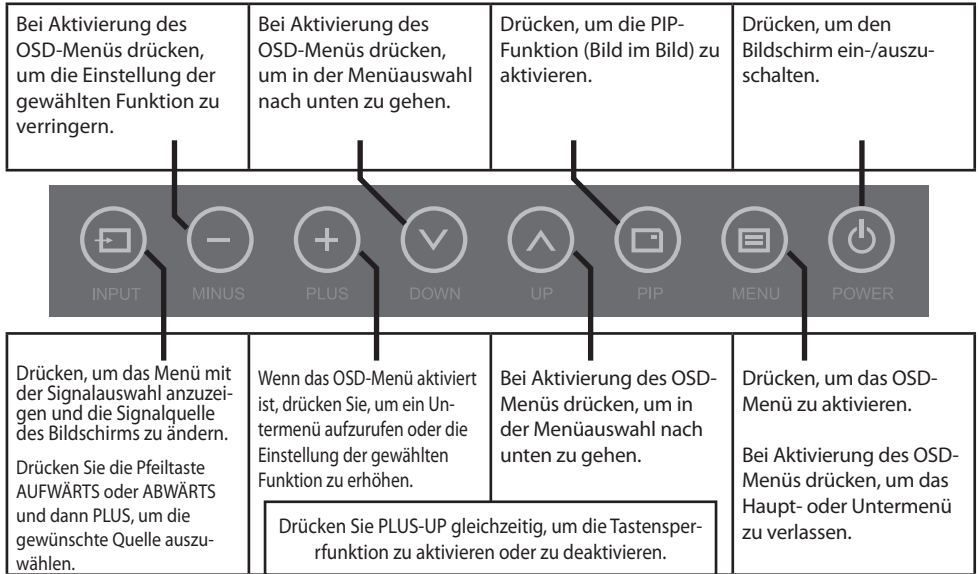 Bei Aktivierung des
OSD-Menüs drücken,
um die Einstellung der
gewählten Funktion zu
verringern.
Bei Aktivierung des
OSD-Menüs drücken,
um in der Menüauswahl
nach unten zu gehen.
Drücken, um die PIP-
Funktion (Bild im Bild) zu
aktivieren.
Drücken, um den
Bildschirm ein-/auszu-
schalten.
INPUT MINUS PLUS DOWN UP PIP MENU POWER
Drücken, um das Menü mit
der Signalauswahl anzuzei-
gen und die Signalquelle
des Bildschirms zu ändern.
Drücken Sie die Pfeiltaste
AUFWÄRTS oder ABWÄRTS
und dann PLUS, um die
gewünschte Quelle auszu-
wählen.
Wenn das OSD-Menü aktiviert
ist, drücken Sie, um ein Un-
termenü aufzurufen oder die
Einstellung der gewählten
Funktion zu erhöhen.
Bei Aktivierung des OSD-
Menüs drücken, um in
der Menüauswahl nach
unten zu gehen.
Drücken Sie PLUS-UP gleichzeitig, um die Tastensper-
rfunktion zu aktivieren oder zu deaktivieren.
Drücken, um das OSD-
Menü zu aktivieren.
Bei Aktivierung des OSD-
Menüs drücken, um das
Haupt- oder Untermenü
zu verlassen.